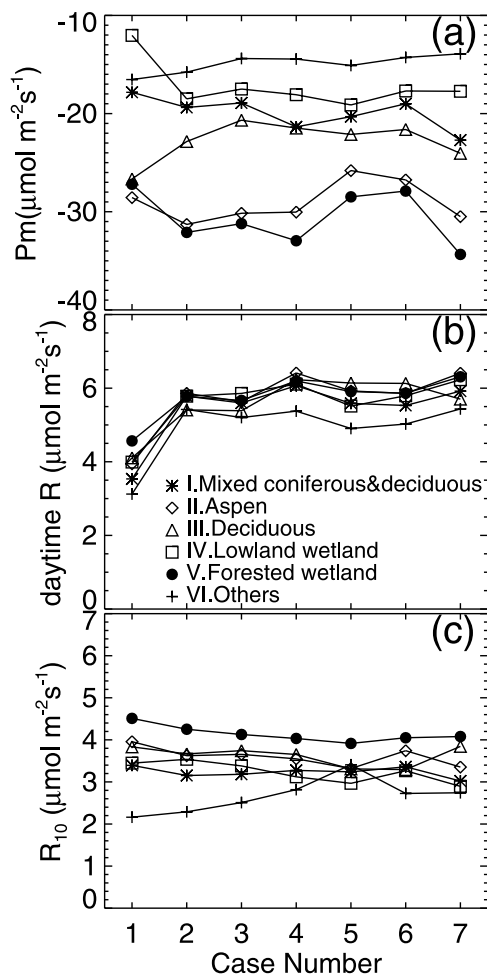 -10
(a)
-20
-30
-40
Pm(μmol m-2s-1)
8
(b)
6
4
2
0
daytime R (μmol m-2s-1)
I.Mixed coniferous&deciduous
II.Aspen
III.Deciduous
IV.Lowland wetland
V.Forested wetland
VI.Others
7
(c)
6
5
4
3
2
1
0
R10 (μmol m-2s-1)
1 2 3 4 5 6 7
Case Number